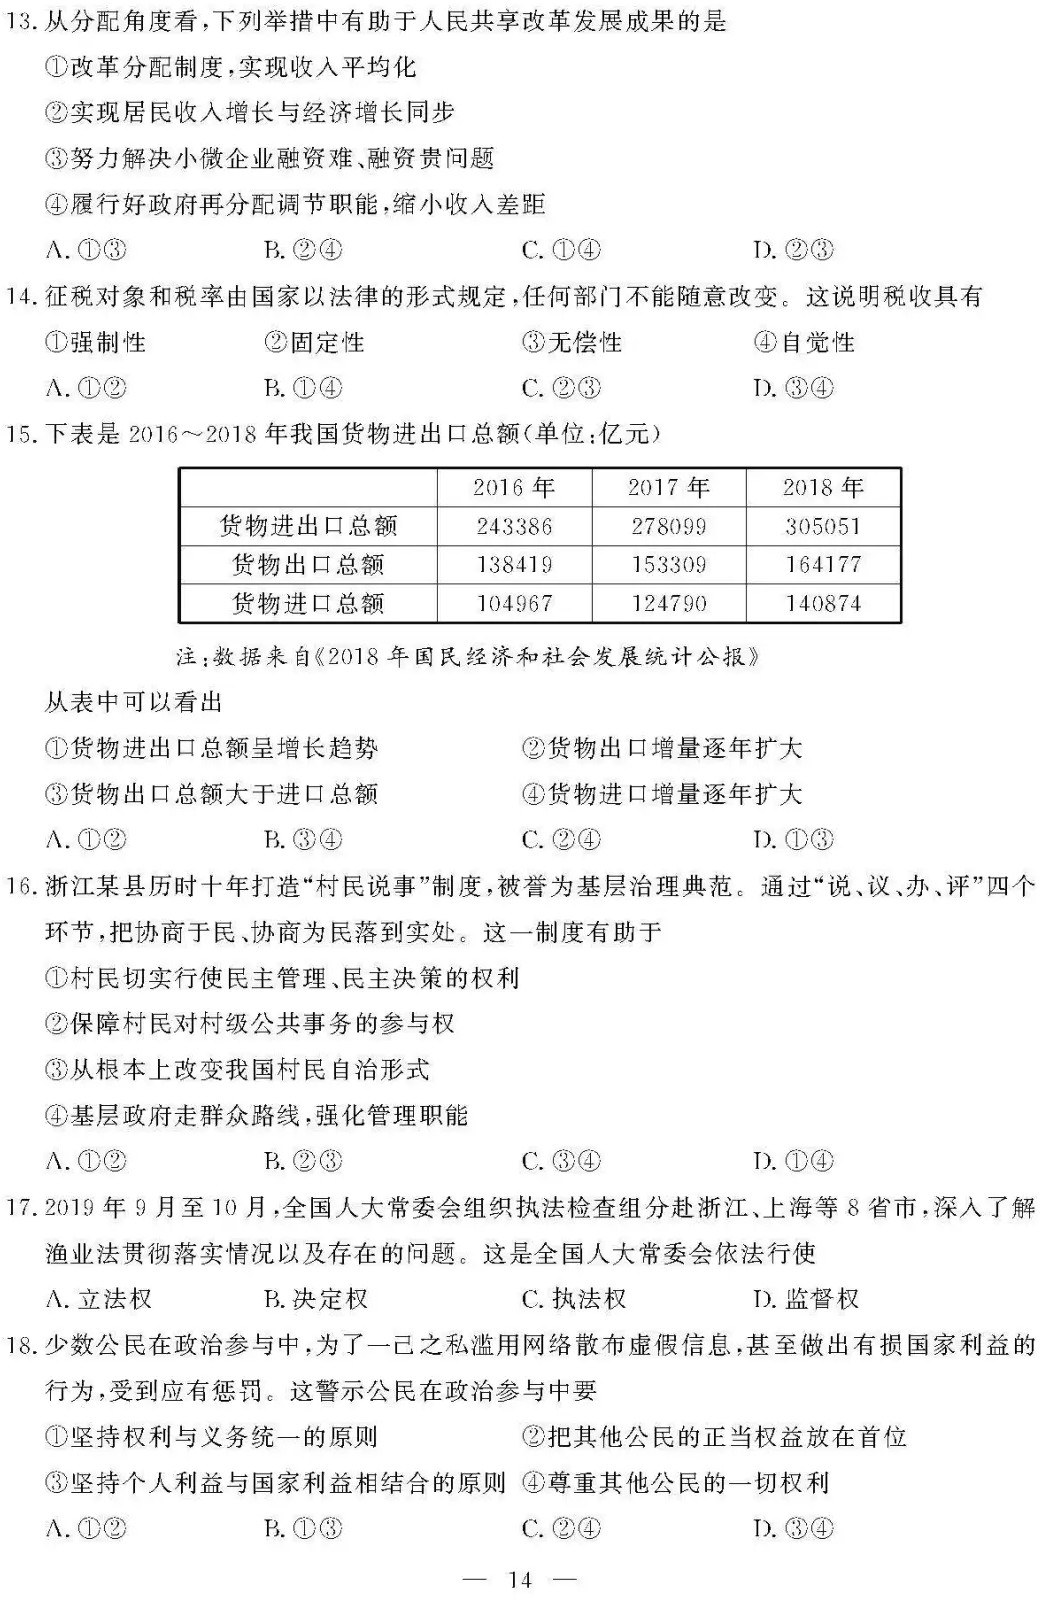 13. 从分配角度看,下列举措中有助于人民共享改革发展成果的是
①改革分配制度,实现收入平均化
②实现居民收入增长与经济增长同步
③努力解决小微企业融资难、融资贵问题
④履行好政府再分配调节职能,缩小收入差距
A. ①③ B. ②④ C. ①④ D. ②③
14. 征税对象和税率由国家以法律的形式规定,任何部门不能随意改变。这说明税收具有
①强制性 ②固定性 ③无偿性 ④自觉性
A. ①② B. ①④ C. ②③ D. ③④
15. 下表是 2016～2018 年我国货物进出口总额(单位:亿元)
2016 年 2017 年 2018 年
货物进出口总额 243386 278099 305051
货物出口总额 138419 153309 164177
货物进口总额 104967 124790 140874
注:数据来自《2018 年国民经济和社会发展统计公报》
从表中可以看出
①货物进出口总额呈增长趋势 ②货物出口增量逐年扩大
③货物出口总额大于进口总额 ④货物进口增量逐年扩大
A. ①② B. ③④ C. ②④ D. ①③
16. 浙江某县历时十年打造“村民说事”制度,被誉为基层治理典范。通过“说、议、办、评”四个
环节,把协商于民、协商为民落到实处。这一制度有助于
①村民切实行使民主管理、民主决策的权利
②保障村民对村级公共事务的参与权
③从根本上改变我国村民自治形式
④基层政府走群众路线,强化管理职能
A. ①② B. ②③ C. ③④ D. ①④
17. 2019 年 9 月至 10 月,全国人大常委会组织执法检查组分赴浙江、上海等 8 省市,深入了解
渔业法贯彻落实情况以及存在的问题。这是全国人大常委会依法行使
A. 立法权 B. 决定权 C. 执法权 D. 监督权
18. 少数公民在政治参与中,为了一己之私滥用网络散布虚假信息,甚至做出有损国家利益的
行为,受到应有惩罚。这警示公民在政治参与中要
①坚持权利与义务统一的原则 ②把其他公民的正当权益放在首位
③坚持个人利益与国家利益相结合的原则 ④尊重其他公民的一切权利
A. ①② B. ①③ C. ②④ D. ③④
— 14 —